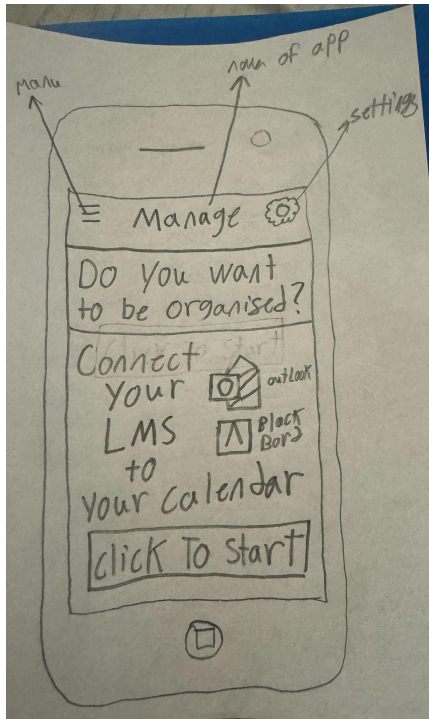 Manu
name of app
settings
Manage
Do you want
to be organised?
Connect
your
outlook
LMS
Black
Bord
to
your calendar
Click To Start